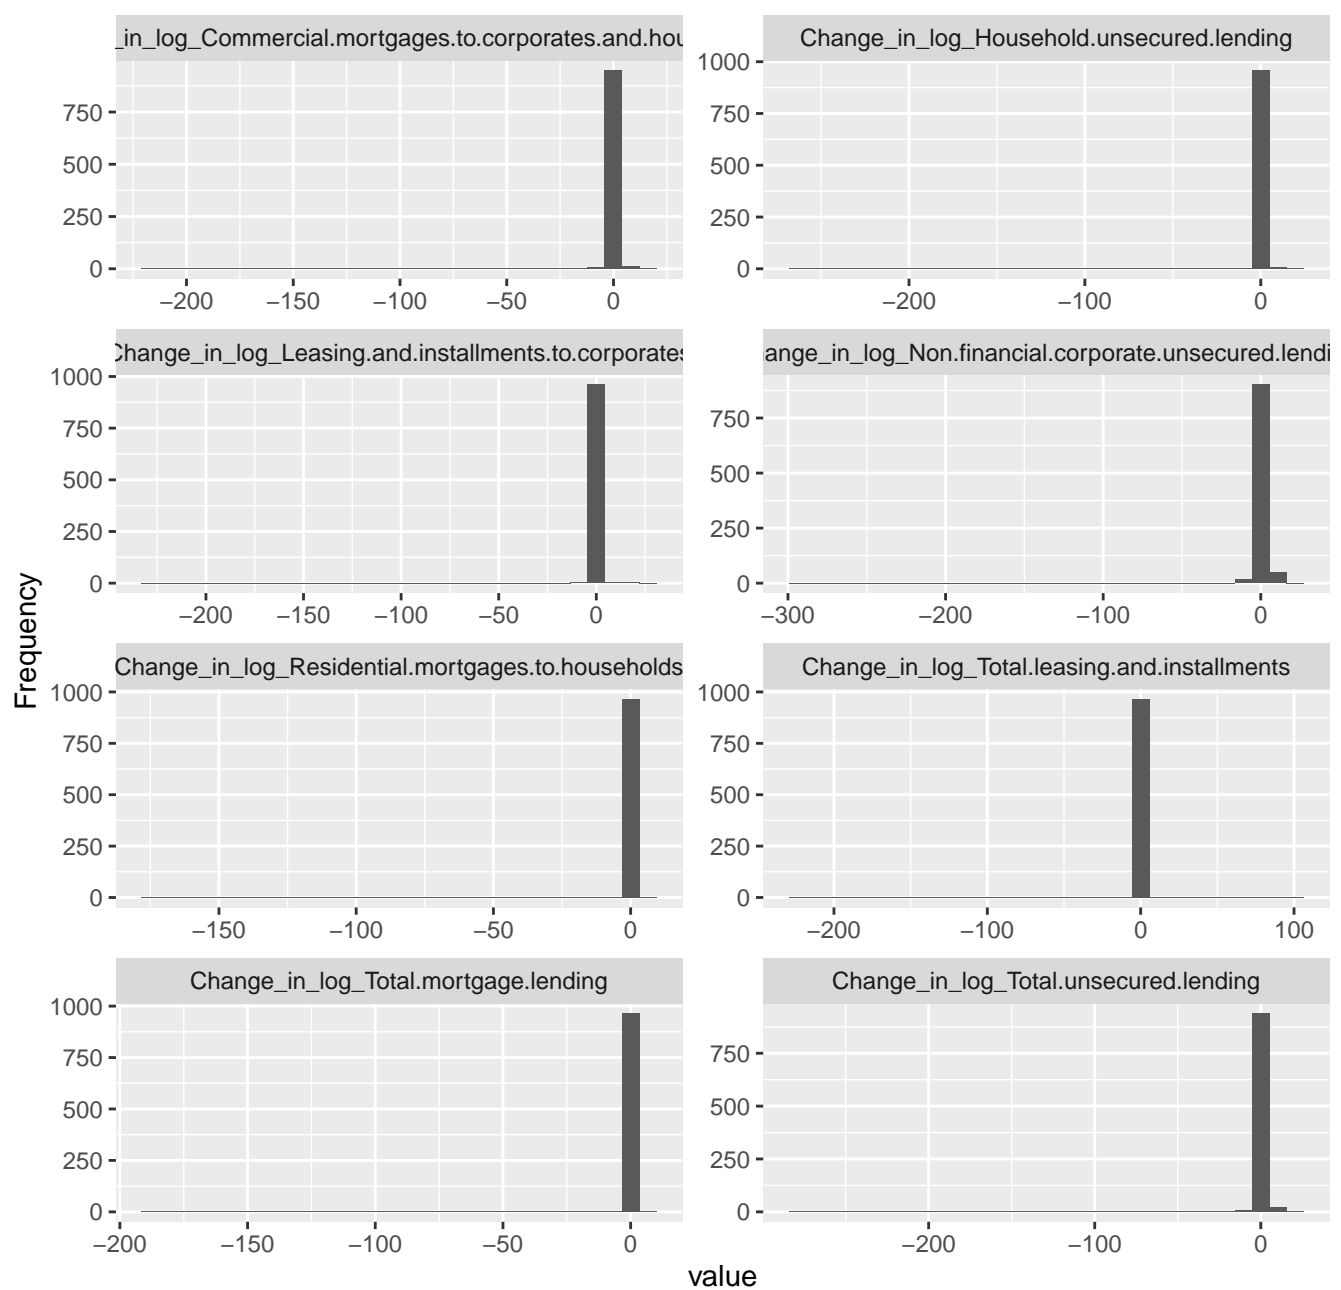 _in_log_Commercial.mortgages.to.corporates.and.hou
Change_in_log_Household.unsecured.lending
750
500
250
0
−200 −150 −100 −50 0
1000
750
500
250
0
−200 −100 0
Change_in_log_Leasing.and.installments.to.corporates
ange_in_log_Non.financial.corporate.unsecured.lendi
1000
750
500
250
0
−200 −150 −100 −50 0
750
500
250
0
−300 −200 −100 0
Frequency
Change_in_log_Residential.mortgages.to.households
Change_in_log_Total.leasing.and.installments
1000
750
500
250
0
−150 −100 −50 0
1000
750
500
250
0
−200 −100 0 100
Change_in_log_Total.mortgage.lending
Change_in_log_Total.unsecured.lending
1000
750
500
250
0
−200 −150 −100 −50 0
750
500
250
0
−200 −100 0
value